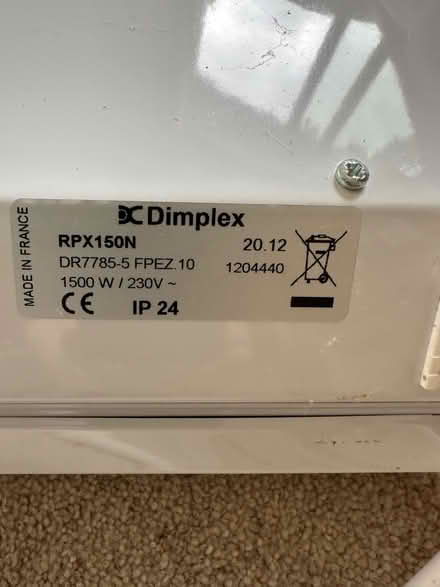 Dimplex
RPX150N 20.12
DR7785-5 FPEZ.10 1204440
1500 W / 230V ~
CE IP 24
MADE IN FRANCE